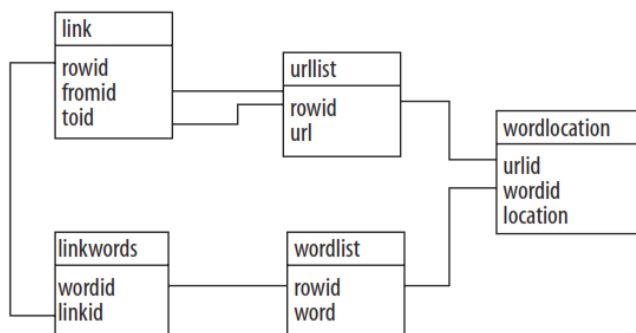 link
rowid
fromid
toid
urllist
rowid
url
wordlocation
urlid
wordid
location
linkwords
wordid
linkid
wordlist
rowid
word